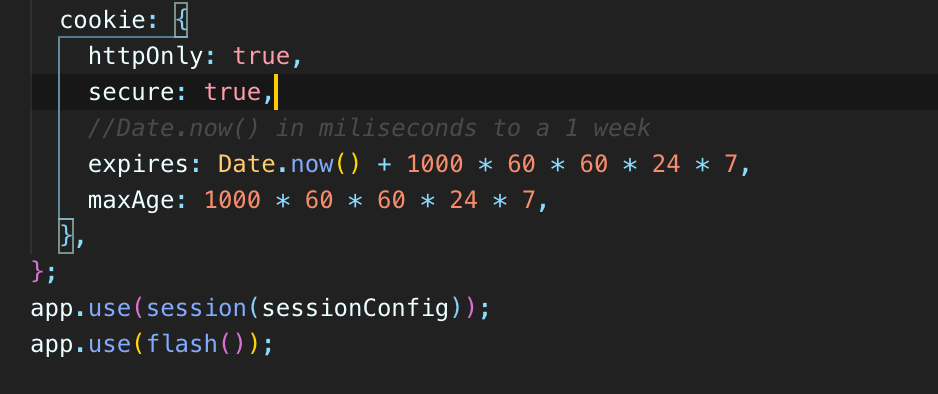 cookie: {
httpOnly: true,
secure: true,
//Date.now() in miliseconds to a 1 week
expires: Date.now() + 1000 * 60 * 60 * 24 * 7,
maxAge: 1000 * 60 * 60 * 24 * 7,
},
};
app.use(session(sessionConfig));
app.use(flash());